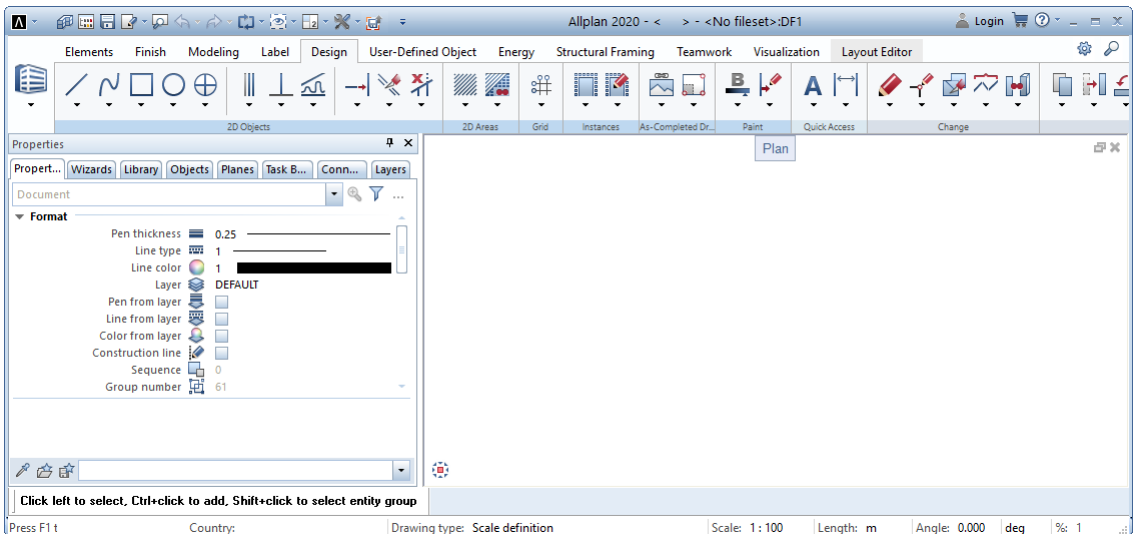 Allplan 2020 - < > - <No fileset>:DF1 Login
Elements Finish Modeling Label Design User-Defined Object Energy Structural Framing Teamwork Visualization Layout Editor
2D Objects 2D Areas Grid Instances As-Completed Dr... Paint Quick Access Change
Properties
Plan
Propert... Wizards Library Objects Planes Task B... Conn... Layers
Document
Format
Pen thickness 0.25
Line type 1
Line color 1
Layer DEFAULT
Pen from layer
Line from layer
Color from layer
Construction line
Sequence 0
Group number 61
Click left to select, Ctrl+click to add, Shift+click to select entity group
Press F1 t Country: Drawing type: Scale definition Scale: 1 : 100 Length: m Angle: 0.000 deg %: 1